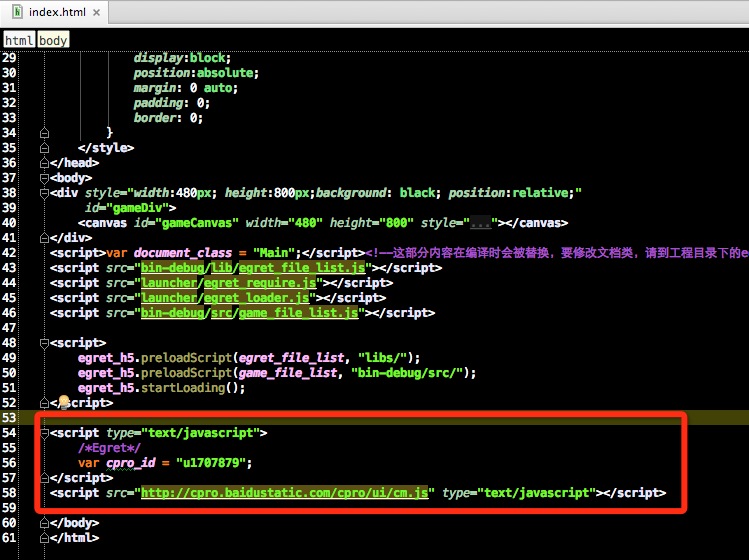 index.html ×
html body
29 display:block;
30 position:absolute;
31 margin: 0 auto;
32 padding: 0;
33 border: 0;
34 }
35 </style>
36 </head>
37 <body>
38 <div style="width:480px; height:800px;background: black; position:relative;"
39 id="gameDiv">
40 <canvas id="gameCanvas" width="480" height="800" style="..."></canvas>
41 </div>
42 <script>var document_class = "Main";</script><!--这部分内容在编译时会被替换，要修改文档类，请到工程目录下的e
43 <script src="bin-debug/lib/egret_file_list.js"></script>
44 <script src="launcher/egret_require.js"></script>
45 <script src="launcher/egret_loader.js"></script>
46 <script src="bin-debug/src/game_file_list.js"></script>
47
48 <script>
49 egret_h5.preloadScript(egret_file_list, "libs/");
50 egret_h5.preloadScript(game_file_list, "bin-debug/src/");
51 egret_h5.startLoading();
52 </script>
53
54 <script type="text/javascript">
55 /*Egret*/
56 var cpro_id = "u1707879";
57 </script>
58 <script src="http://cpro.baidustatic.com/cpro/ui/cm.js" type="text/javascript"></script>
59
60 </body>
61 </html>